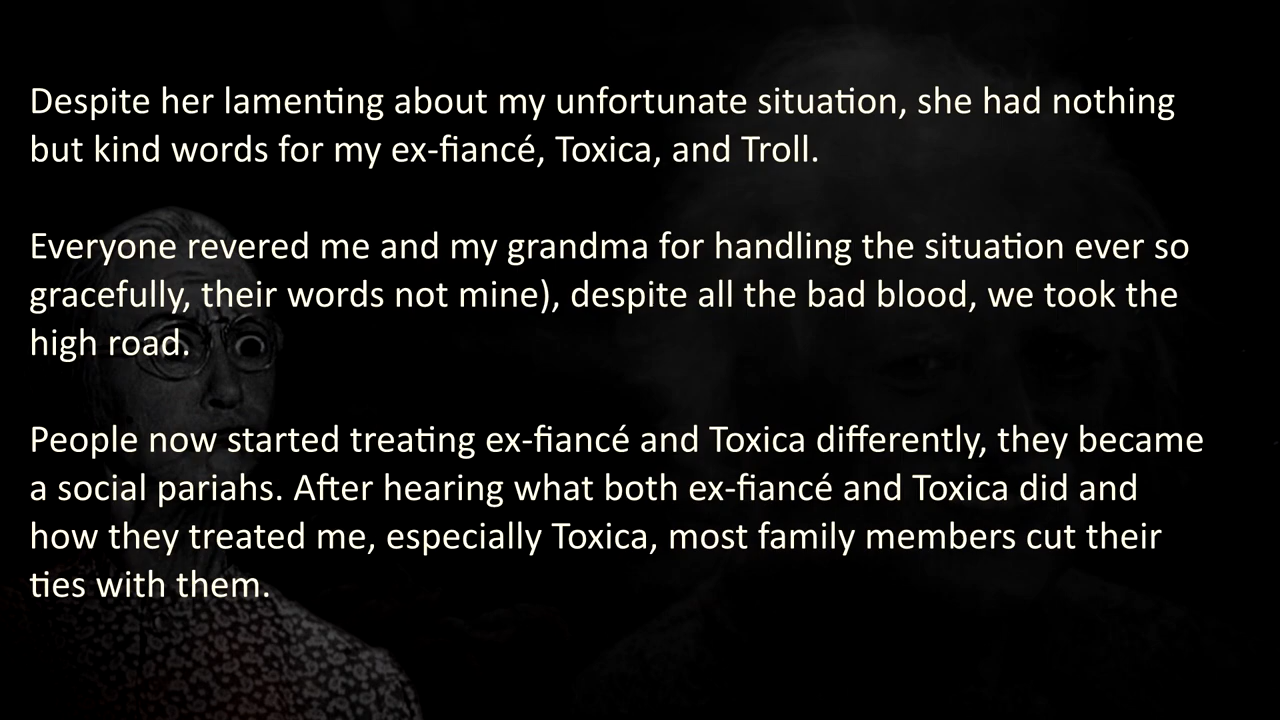 Despite her lamenting about my unfortunate situation, she had nothing
but kind words for my ex-fiancé, Toxica, and Troll.
Everyone revered me and my grandma for handling the situation ever so
gracefully, their words not mine), despite all the bad blood, we took the
high road.
People now started treating ex-fiancé and Toxica differently, they became
a social pariahs. After hearing what both ex-fiancé and Toxica did and
how they treated me, especially Toxica, most family members cut their
ties with them.